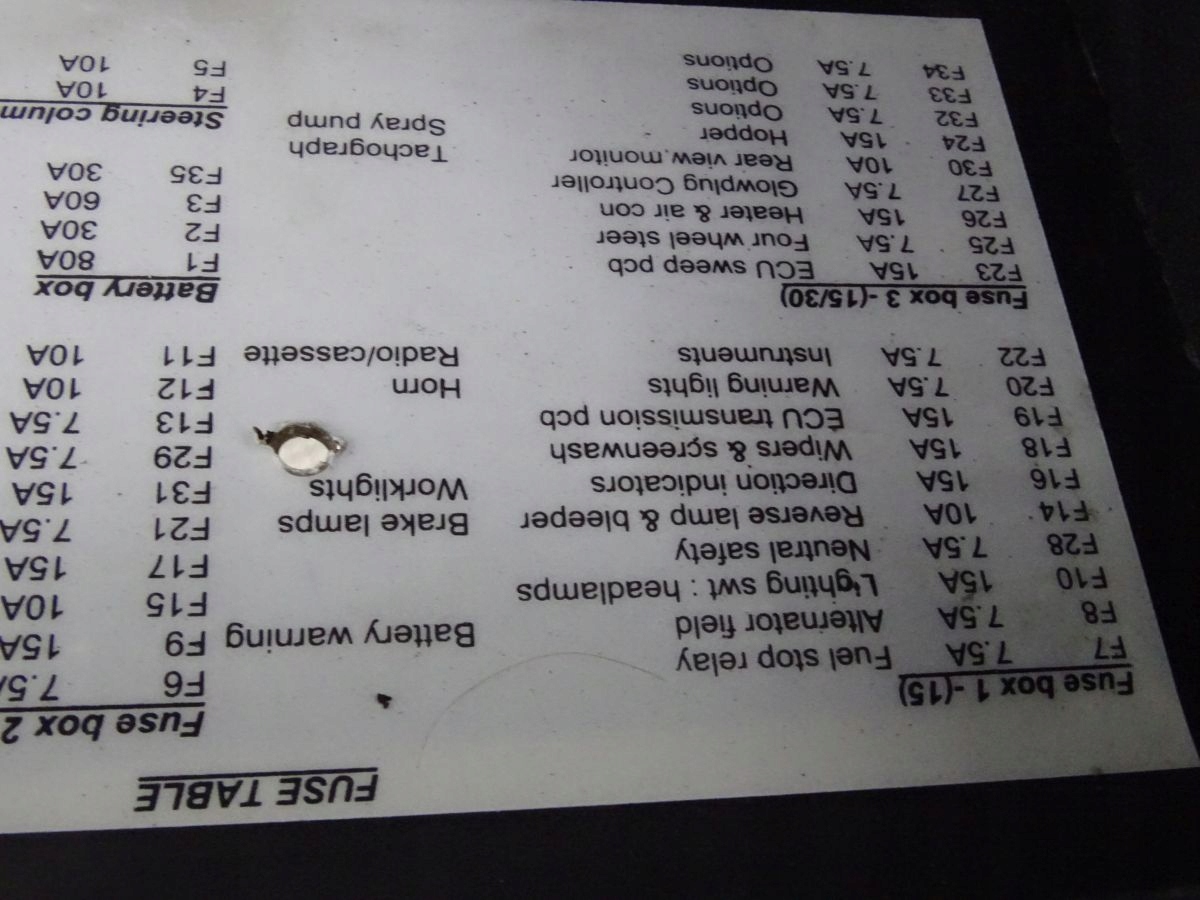 FUSE TABLE
Fuse box 1 -(15)
F7 7.5A Fuel stop relay
F8 7.5A Alternator field Battery warning
F10 15A Lighting swt : headlamps
F28 7.5A Neutral safety
F14 10A Reverse lamp & bleeper Brake lamps
F16 15A Direction indicators Worklights
F18 15A Wipers & screenwash
F19 15A ECU transmission pcb
F20 7.5A Warning lights Horn
F22 7.5A Instruments Radio/cassette
Fuse box 3 -(15/30)
F23 15A ECU sweep pcb
F25 7.5A Four wheel steer
F26 15A Heater & air con
F27 7.5A Glowplug Controller
F30 10A Rear view monitor Tachograph
F24 15A Hopper Spray pump
F32 7.5A Options
F33 7.5A Options
F34 7.5A Options
Fuse box 2
F6 7.5A
F9 15A
F15 10A
F17 15A
F21 7.5A
F31 15A
F29 7.5A
F13 7.5A
F12 10A
F11 10A
Battery box
F1 80A
F2 30A
F3 60A
F35 30A
Steering colum
F4 10A
F5 10A